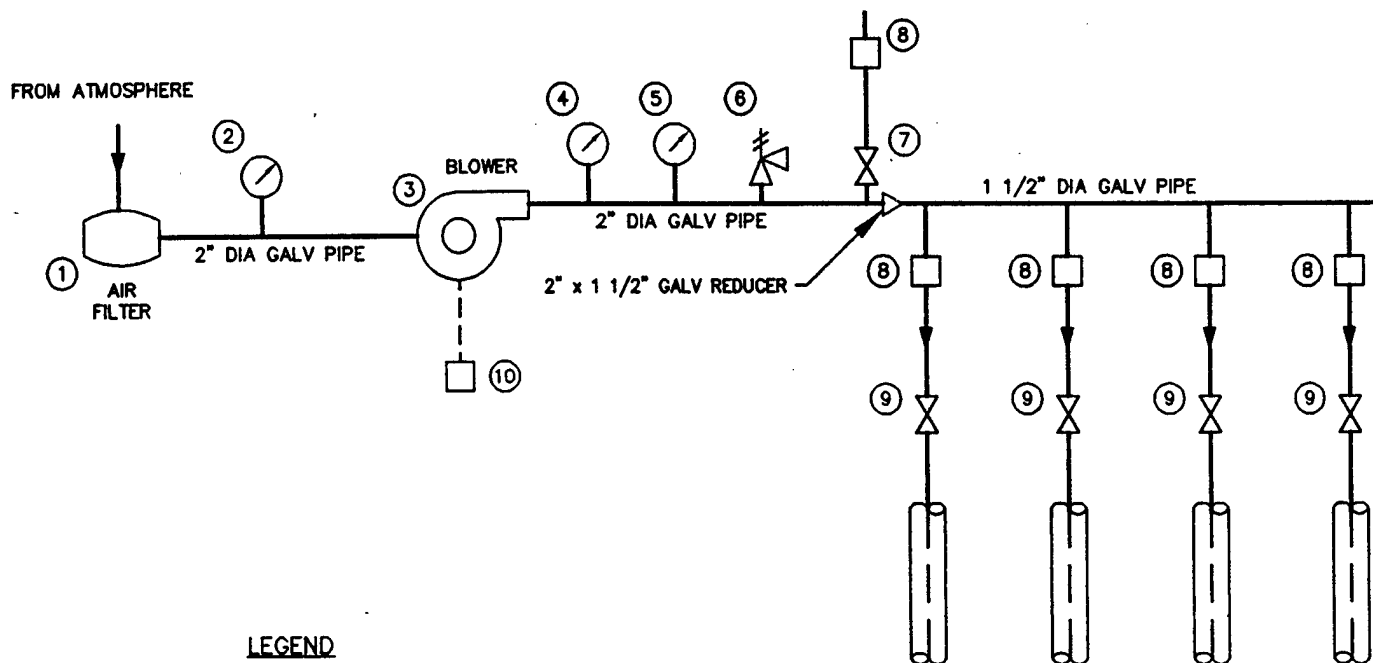 8
FROM ATMOSPHERE
4
5
6
2
7
BLOWER
3
1 1/2" DIA GALV PIPE
2" DIA GALV PIPE
2" DIA GALV PIPE
1
8
8
8
8
2" x 1 1/2" GALV REDUCER
AIR
FILTER
10
9
9
9
9
LEGEND